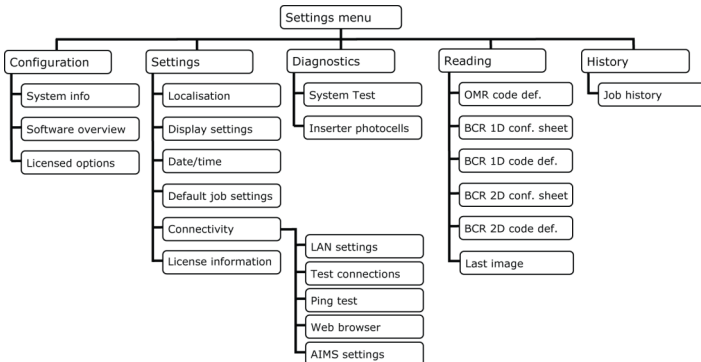 Settings menu
Configuration
System info
Software overview
Licensed options
Settings
Localisation
Display settings
Date/time
Default job settings
Connectivity
LAN settings
Test connections
Ping test
Web browser
AIMS settings
License information
Diagnostics
System Test
Inserter photocells
Reading
OMR code def.
BCR 1D conf. sheet
BCR 1D code def.
BCR 2D conf. sheet
BCR 2D code def.
Last image
History
Job history